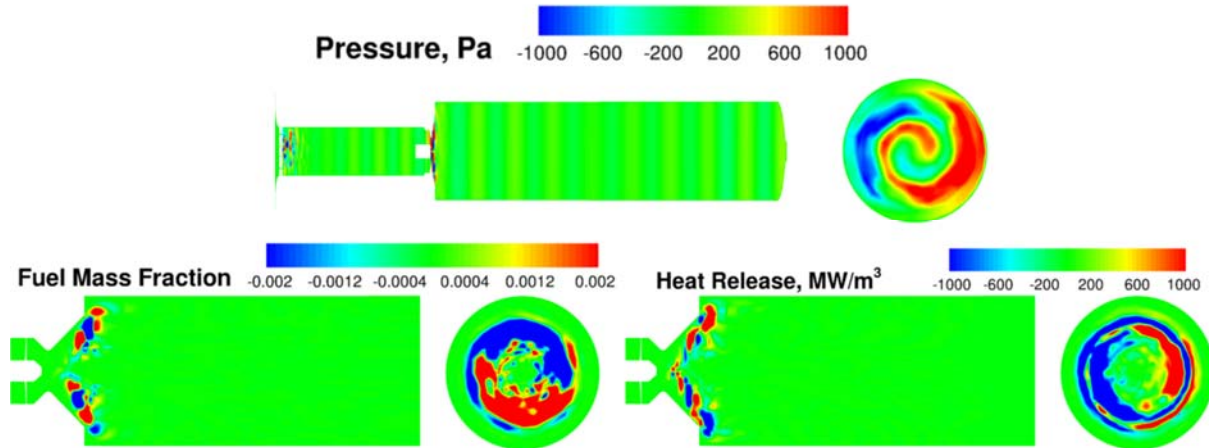 Pressure, Pa
-1000 -600 -200 200 600 1000
Fuel Mass Fraction
-0.002 -0.0012 -0.0004 0.0004 0.0012 0.002
Heat Release, MW/m³
-1000 -600 -200 200 600 1000